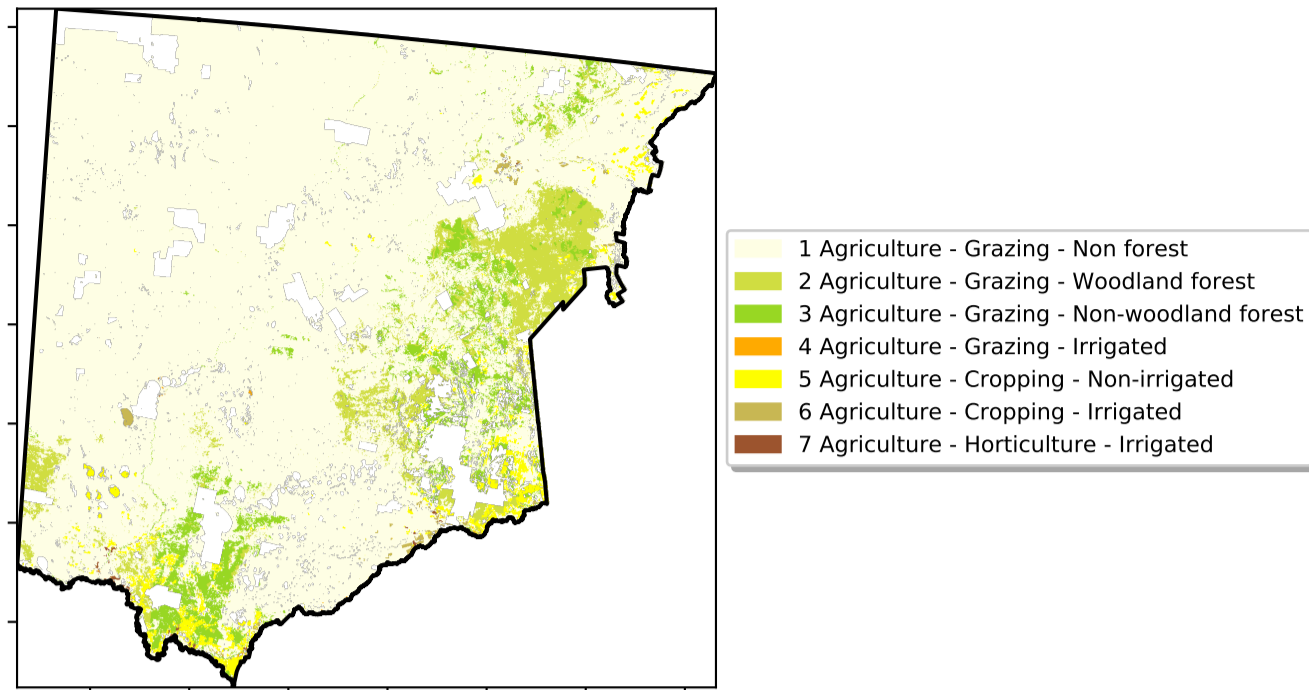 1 Agriculture - Grazing - Non forest
2 Agriculture - Grazing - Woodland forest
3 Agriculture - Grazing - Non-woodland forest
4 Agriculture - Grazing - Irrigated
5 Agriculture - Cropping - Non-irrigated
6 Agriculture - Cropping - Irrigated
7 Agriculture - Horticulture - Irrigated